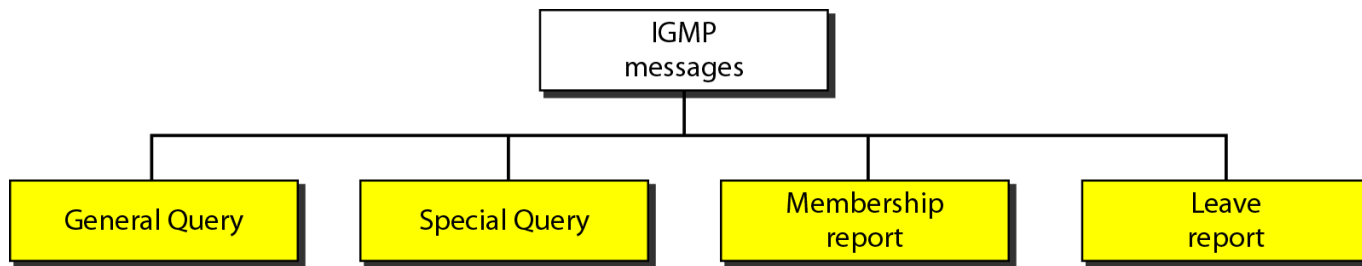 IGMP
messages
General Query
Special Query
Membership
report
Leave
report